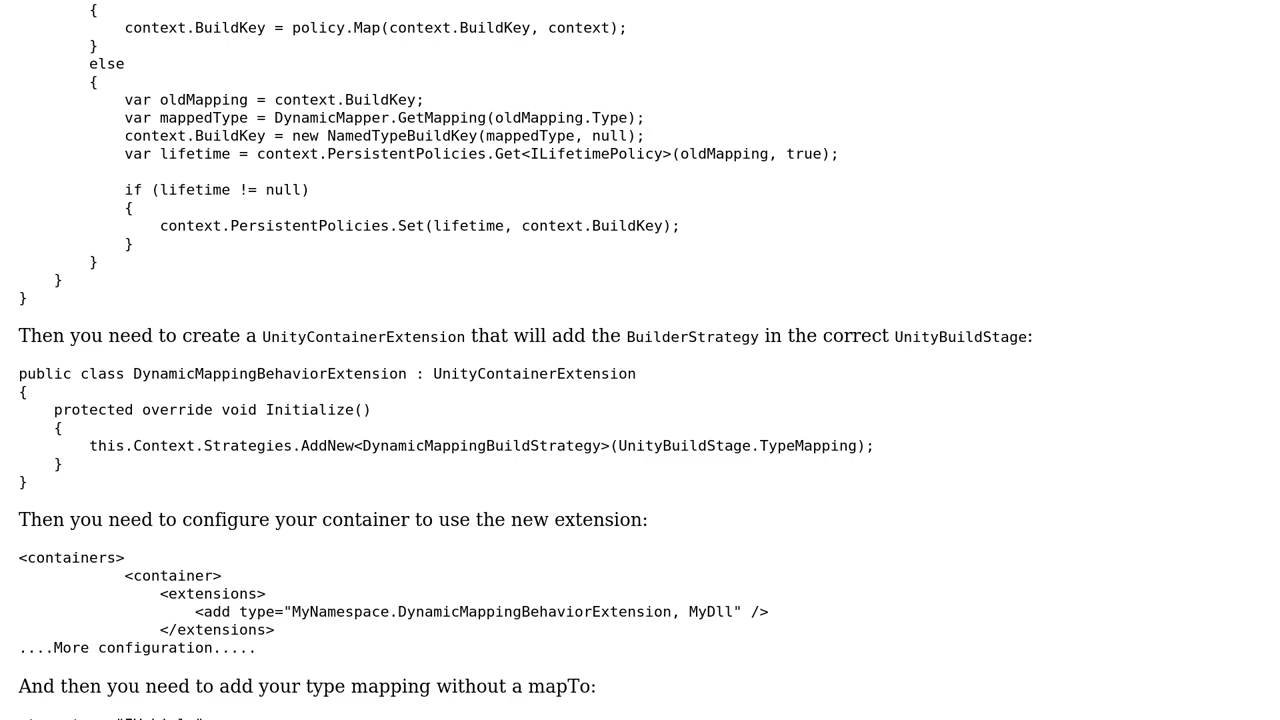 {
            context.BuildKey = policy.Map(context.BuildKey, context);
        }
        else
        {
            var oldMapping = context.BuildKey;
            var mappedType = DynamicMapper.GetMapping(oldMapping.Type);
            context.BuildKey = new NamedTypeBuildKey(mappedType, null);
            var lifetime = context.PersistentPolicies.Get<ILifetimePolicy>(oldMapping, true);

            if (lifetime != null)
            {
                context.PersistentPolicies.Set(lifetime, context.BuildKey);
            }
        }
    }
}
Then you need to create a UnityContainerExtension that will add the BuilderStrategy in the correct UnityBuildStage:
public class DynamicMappingBehaviorExtension : UnityContainerExtension
{
    protected override void Initialize()
    {
        this.Context.Strategies.AddNew<DynamicMappingBuildStrategy>(UnityBuildStage.TypeMapping);
    }
}
Then you need to configure your container to use the new extension:
<containers>
            <container>
                <extensions>
                    <add type="MyNamespace.DynamicMappingBehaviorExtension, MyDll" />
                </extensions>
....More configuration.....
And then you need to add your type mapping without a mapTo: